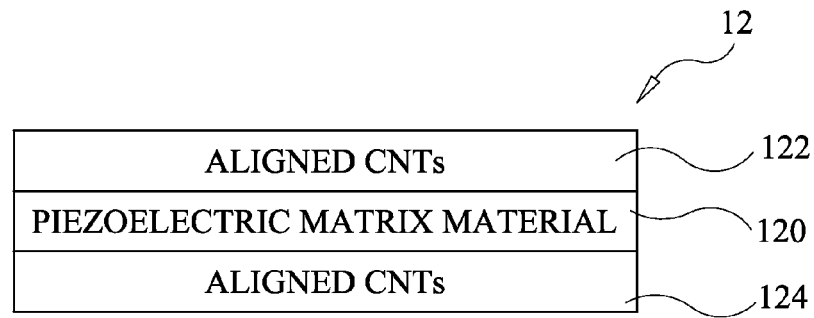 12
ALIGNED CNTs
122
PIEZOELECTRIC MATRIX MATERIAL
120
ALIGNED CNTs
124